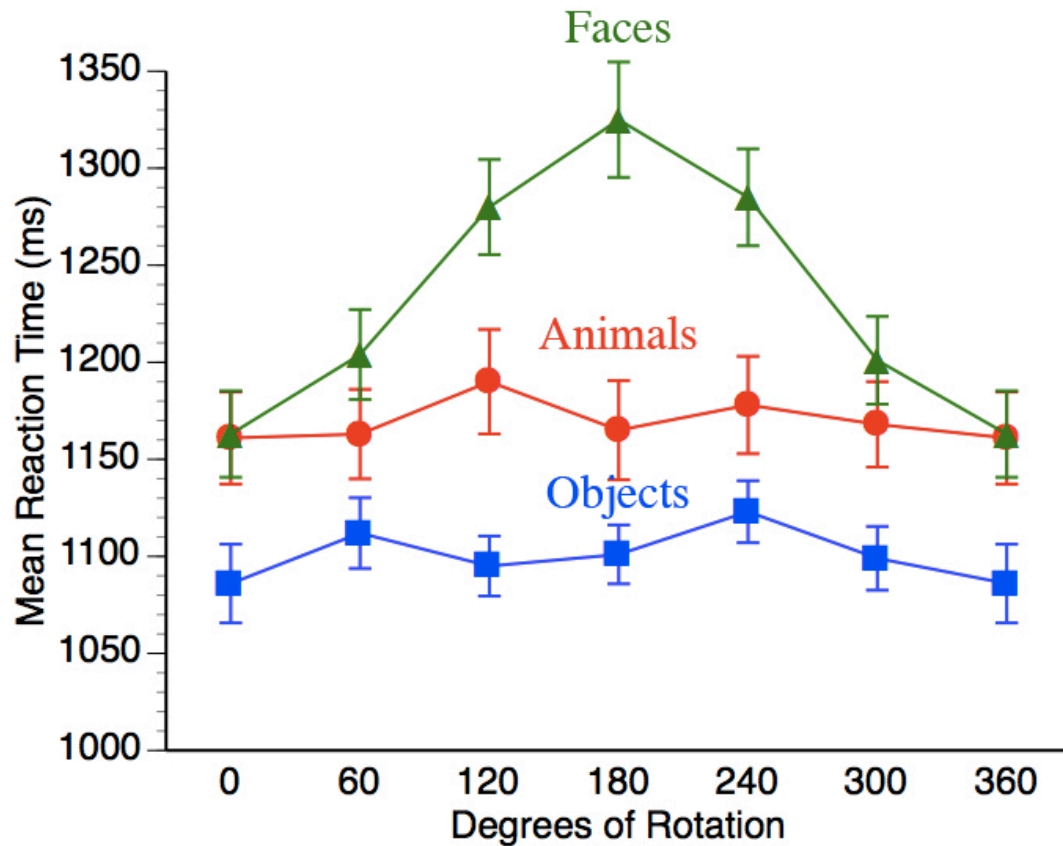 Faces
1350
1300
1250
1200
1150
1100
1050
1000
Mean Reaction Time (ms)
Animals
Objects
0 60 120 180 240 300 360
Degrees of Rotation